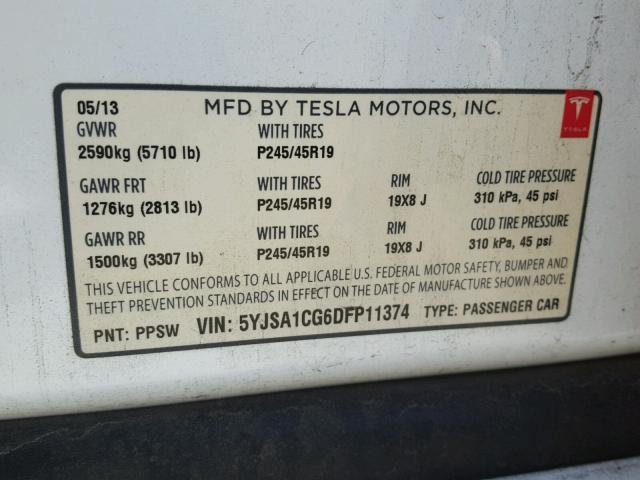 05/13 MFD BY TESLA MOTORS, INC.
GVWR WITH TIRES
2590kg (5710 lb) P245/45R19
TESLA
GAWR FRT WITH TIRES RIM COLD TIRE PRESSURE
1276kg (2813 lb) P245/45R19 19X8 J 310 kPa, 45 psi
GAWR RR WITH TIRES RIM COLD TIRE PRESSURE
1500kg (3307 lb) P245/45R19 19X8 J 310 kPa, 45 psi
THIS VEHICLE CONFORMS TO ALL APPLICABLE U.S. FEDERAL MOTOR SAFETY, BUMPER AND
THEFT PREVENTION STANDARDS IN EFFECT ON THE DATE OF MANUFACTURE SHOWN ABOVE.
PNT: PPSW VIN: 5YJSA1CG6DFP11374 TYPE: PASSENGER CAR